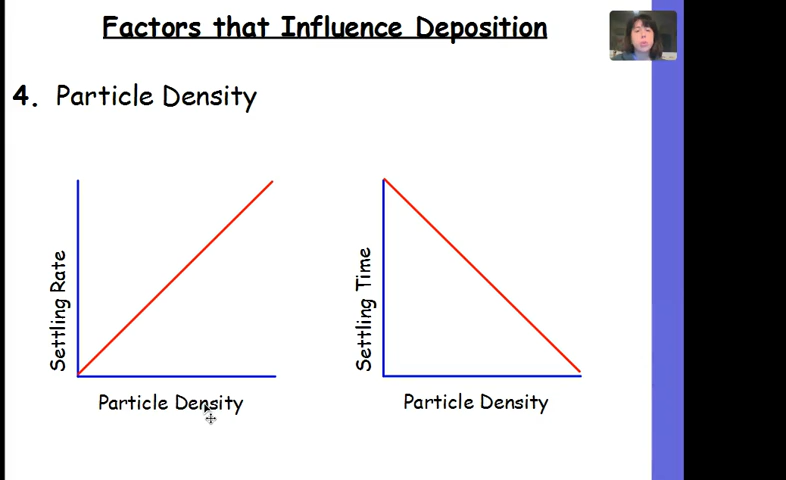 Factors that Influence Deposition
4. Particle Density
Settling Rate
Particle Density
Settling Time
Particle Density